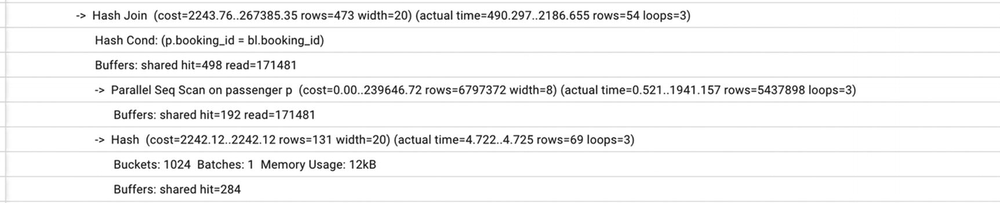 -> Hash Join (cost=2243.76..267385.35 rows=473 width=20) (actual time=490.297..2186.655 rows=54 loops=3)
Hash Cond: (p.booking_id = bl.booking_id)
Buffers: shared hit=498 read=171481
-> Parallel Seq Scan on passenger p (cost=0.00..239646.72 rows=6797372 width=8) (actual time=0.521..1941.157 rows=5437898 loops=3)
Buffers: shared hit=192 read=171481
-> Hash (cost=2242.12..2242.12 rows=131 width=20) (actual time=4.722..4.725 rows=69 loops=3)
Buckets: 1024 Batches: 1 Memory Usage: 12kB
Buffers: shared hit=284